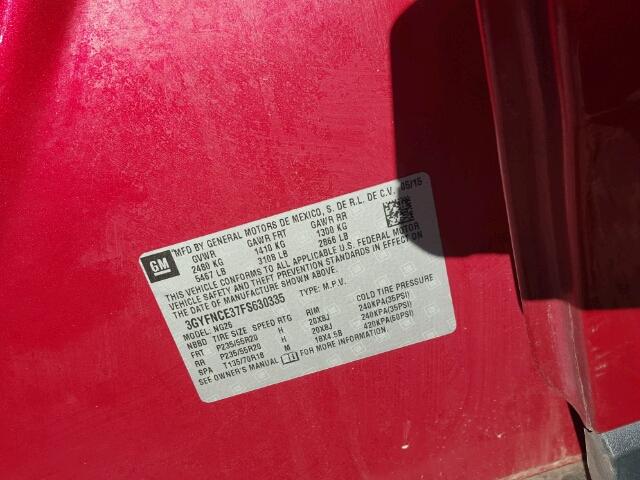 GM
MFD BY GENERAL MOTORS DE MEXICO, S. DE R.L. DE C.V. 05/15
GVWR GAWR FRT GAWR RR
2480 KG 1410 KG 1300 KG
5467 LB 3108 LB 2866 LB
THIS VEHICLE CONFORMS TO ALL APPLICABLE U.S. FEDERAL MOTOR
VEHICLE SAFETY AND THEFT PREVENTION STANDARDS IN EFFECT ON
THE DATE OF MANUFACTURE SHOWN ABOVE.
3GYFNCE37FS630335 TYPE: M.P.V.
NG26
NBBD TIRE SIZE SPEED RTG RIM COLD TIRE PRESSURE
FRT P235/55R20 H 20X8J 240KPA(35PSI)
RR P235/55R20 H 20X8J 240KPA(35PSI)
SPA T135/70R18 M 18X4.5B 420KPA(60PSI)
SEE OWNER'S MANUAL FOR MORE INFORMATION.